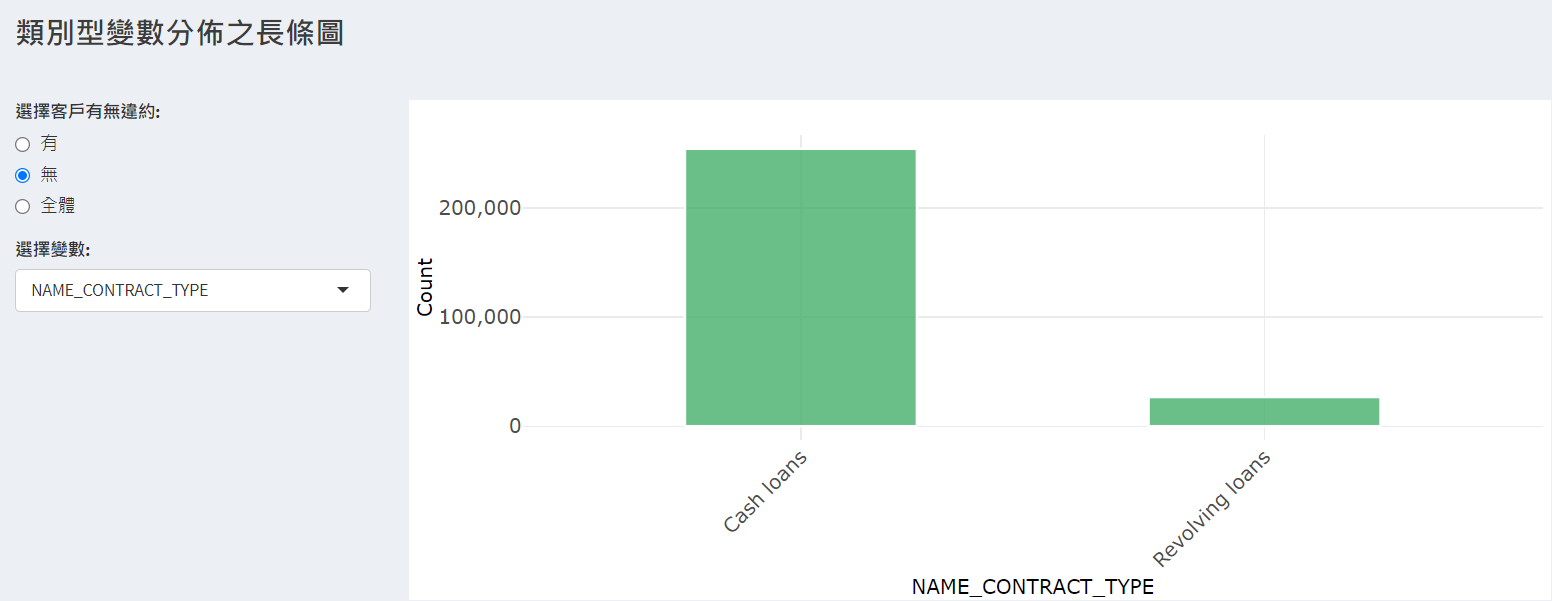 類別型變數分佈之長條圖
選擇客戶有無違約:
有
無
全體
選擇變數:
NAME_CONTRACT_TYPE
200,000
100,000
0
Count
Cash loans
Revolving loans
NAME_CONTRACT_TYPE